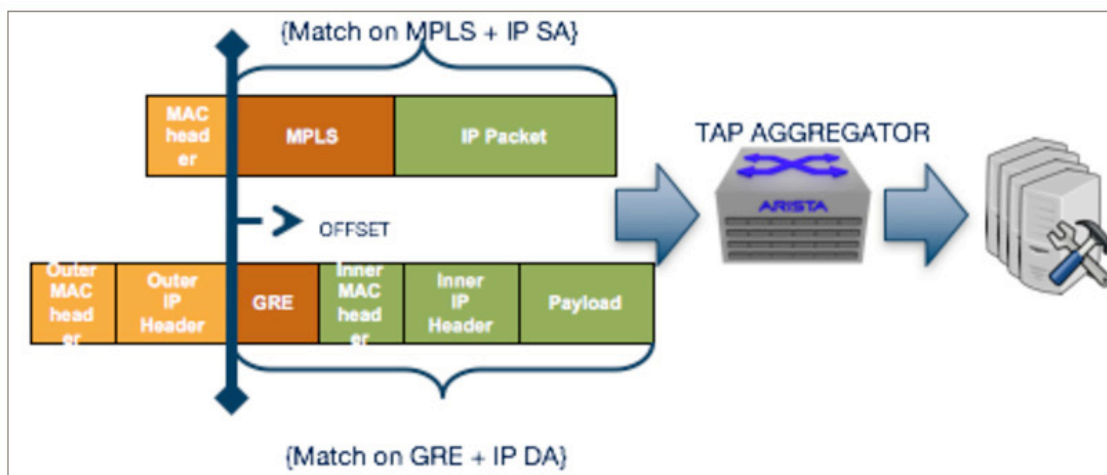 {Match on MPLS + IP SA}
MAC
head
er
MPLS
IP Packet
TAP AGGREGATOR
ARISTA
OFFSET
Outer
MAC
head
er
Outer
IP
Header
GRE
Inner
MAC
head
er
Inner
IP
Header
Payload
{Match on GRE + IP DA}